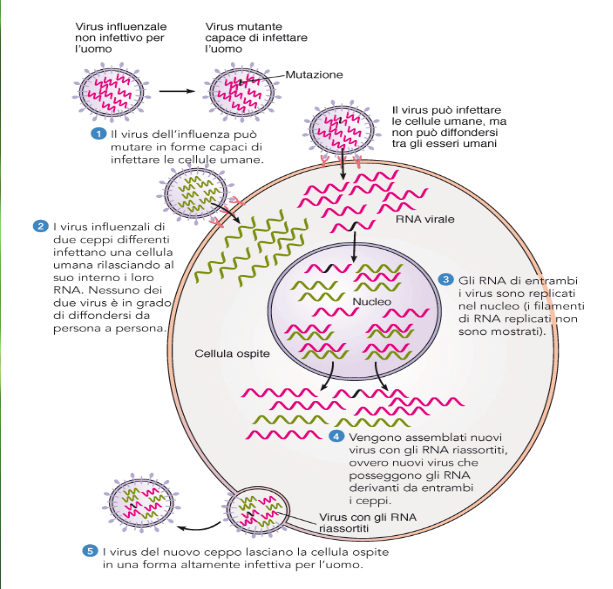 Virus influenzale
non infettivo per
l'uomo
Virus mutante
capace di infettare
l'uomo
Mutazione
1 Il virus dell'influenza può
mutare in forme capaci di
infettare le cellule umane.
Il virus può infettare
le cellule umane, ma
non può diffondersi
tra gli esseri umani
RNA virale
2 I virus influenzali di
due ceppi differenti
infettano una cellula
umana rilasciando al
suo interno i loro
RNA. Nessuno dei
due virus è in grado
di diffondersi da
persona a persona.
Nucleo
3 Gli RNA di entrambi
i virus sono replicati
nel nucleo (i filamenti
di RNA replicati non
sono mostrati).
Cellula ospite
4 Vengono assemblati nuovi
virus con gli RNA riassortiti,
ovvero nuovi virus che
posseggono gli RNA
derivanti da entrambi
i ceppi.
Virus con gli RNA
riassortiti
5 I virus del nuovo ceppo lasciano la cellula ospite
in una forma altamente infettiva per l'uomo.